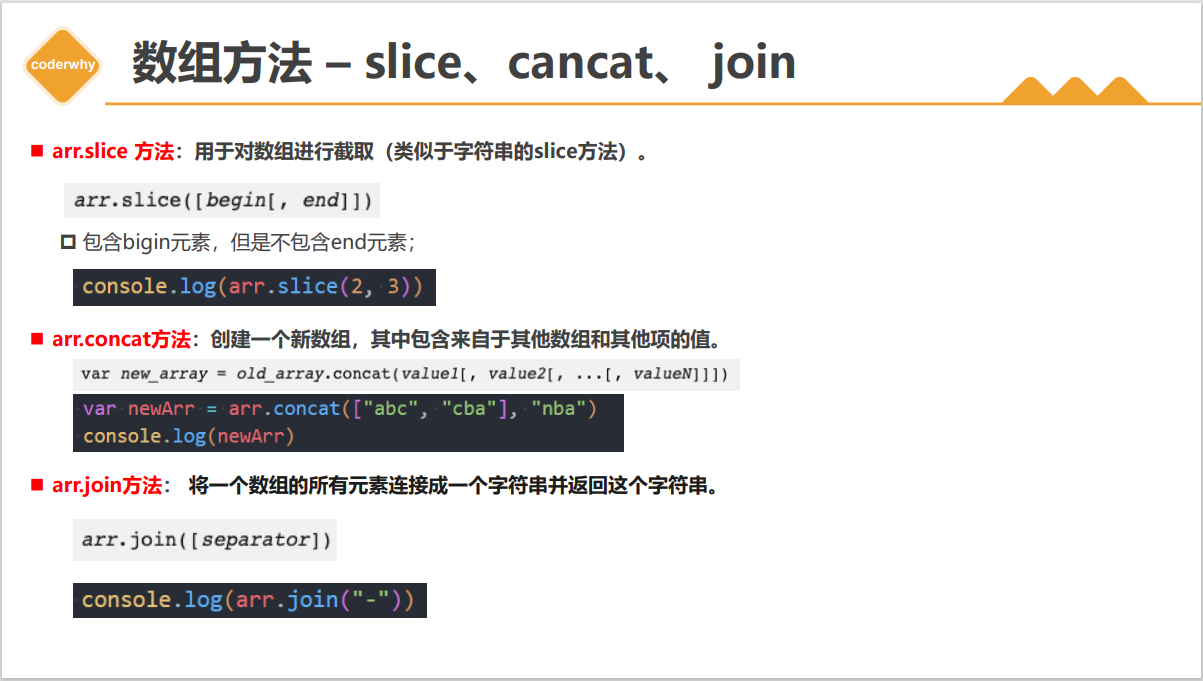 coderwhy
数组方法 – slice、cancat、 join
arr.slice 方法：用于对数组进行截取（类似于字符串的slice方法）。
arr.slice([begin[, end]])
包含bigin元素，但是不包含end元素；
console.log(arr.slice(2, 3))
arr.concat方法：创建一个新数组，其中包含来自于其他数组和其他项的值。
var new_array = old_array.concat(value1[, value2[, ...[, valueN]]])
var newArr = arr.concat(["abc", "cba"], "nba")
console.log(newArr)
arr.join方法： 将一个数组的所有元素连接成一个字符串并返回这个字符串。
arr.join([separator])
console.log(arr.join("-"))